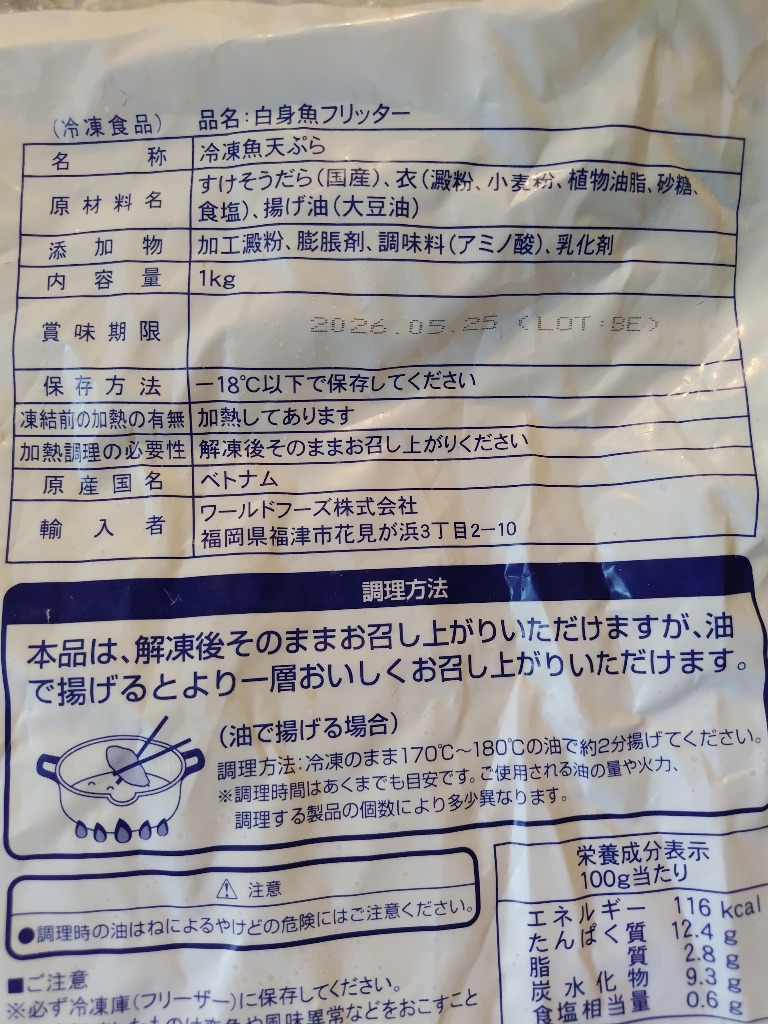 (冷凍食品) 品名:白身魚フリッター
名称 冷凍魚天ぷら
原材料名 すけそうだら(国産)、衣(澱粉、小麦粉、植物油脂、砂糖、
食塩)、揚げ油(大豆油)
添加物 加工澱粉、膨脹剤、調味料(アミノ酸)、乳化剤
内容量 1kg
賞味期限 2026.05.25 <LOT:BE>
保存方法 −18℃以下で保存してください
凍結前の加熱の有無 加熱してあります
加熱調理の必要性 解凍後そのままお召し上がりください
原産国名 ベトナム
輸入者 ワールドフーズ株式会社
福岡県福津市花見が浜3丁目2−10
調理方法
本品は、解凍後そのままお召し上がりいただけますが、油
で揚げるとより一層おいしくお召し上がりいただけます。
(油で揚げる場合)
調理方法:冷凍のまま170℃〜180℃の油で約2分揚げてください。
※調理時間はあくまでも目安です。ご使用される油の量や火力、
調理する製品の個数により多少異なります。
⚠ 注意
●調理時の油はねによるやけどの危険にはご注意ください。
栄養成分表示
100g当たり
エネルギー 116 kcal
たんぱく質 12.4 g
脂質 2.8 g
炭水化物 9.3 g
食塩相当量 0.6 g
■ご注意
※必ず冷凍庫(フリーザー)に保存してください。
ものは変色や風味異常などをおこすこと